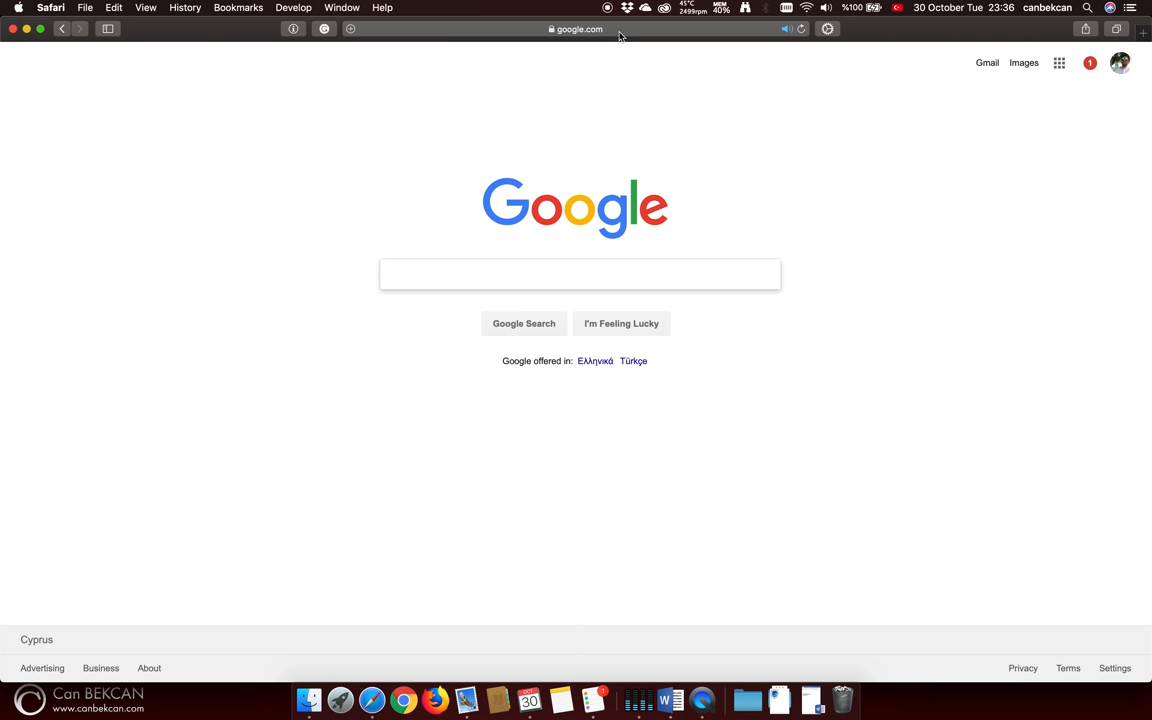 Safari File Edit View History Bookmarks Develop Window Help 45°C 2499rpm MEM 40% %100 30 October Tue 23:36 canbekcan
google.com
Gmail Images 1
Google
Google Search I'm Feeling Lucky
Google offered in: Ελληνικά Türkçe
Cyprus
Advertising Business About Privacy Terms Settings
Can BEKCAN
www.canbekcan.com
OCT 30 1 W